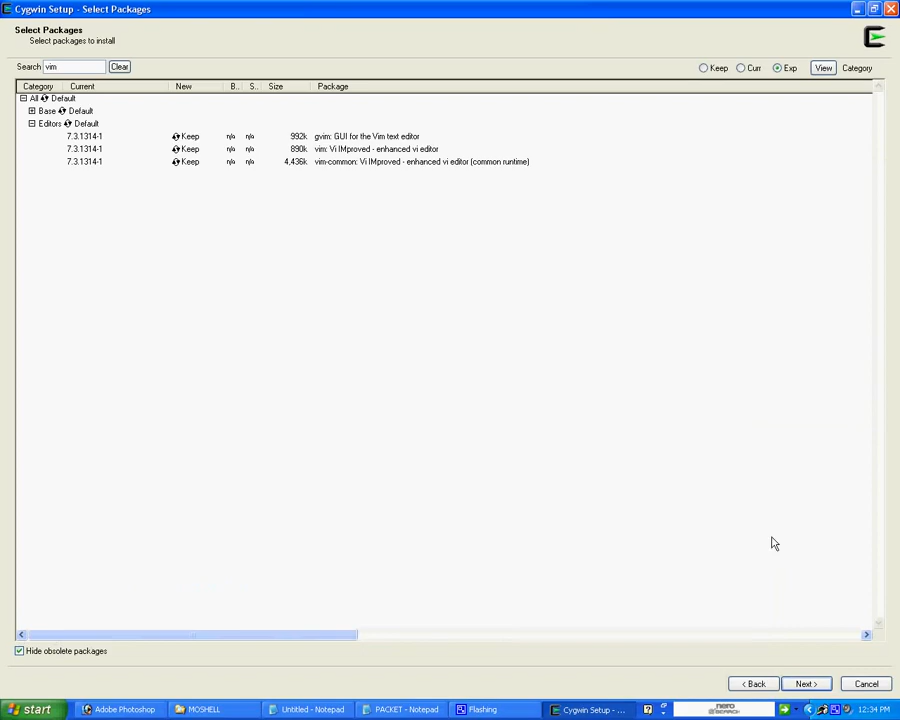 Cygwin Setup - Select Packages
Select Packages
Select packages to install
Search vim Clear Keep Curr Exp View Category
Category Current New B.. S.. Size Package
All Default
Base Default
Editors Default
7.3.1314-1 Keep n/a n/a 992k gvim: GUI for the Vim text editor
7.3.1314-1 Keep n/a n/a 890k vim: Vi IMproved - enhanced vi editor
7.3.1314-1 Keep n/a n/a 4,436k vim-common: Vi IMproved - enhanced vi editor (common runtime)
Hide obsolete packages
< Back Next > Cancel
start Adobe Photoshop MOSHELL Untitled - Notepad PACKET - Notepad Flashing Cygwin Setup - ... nero SEARCH 12:34 PM